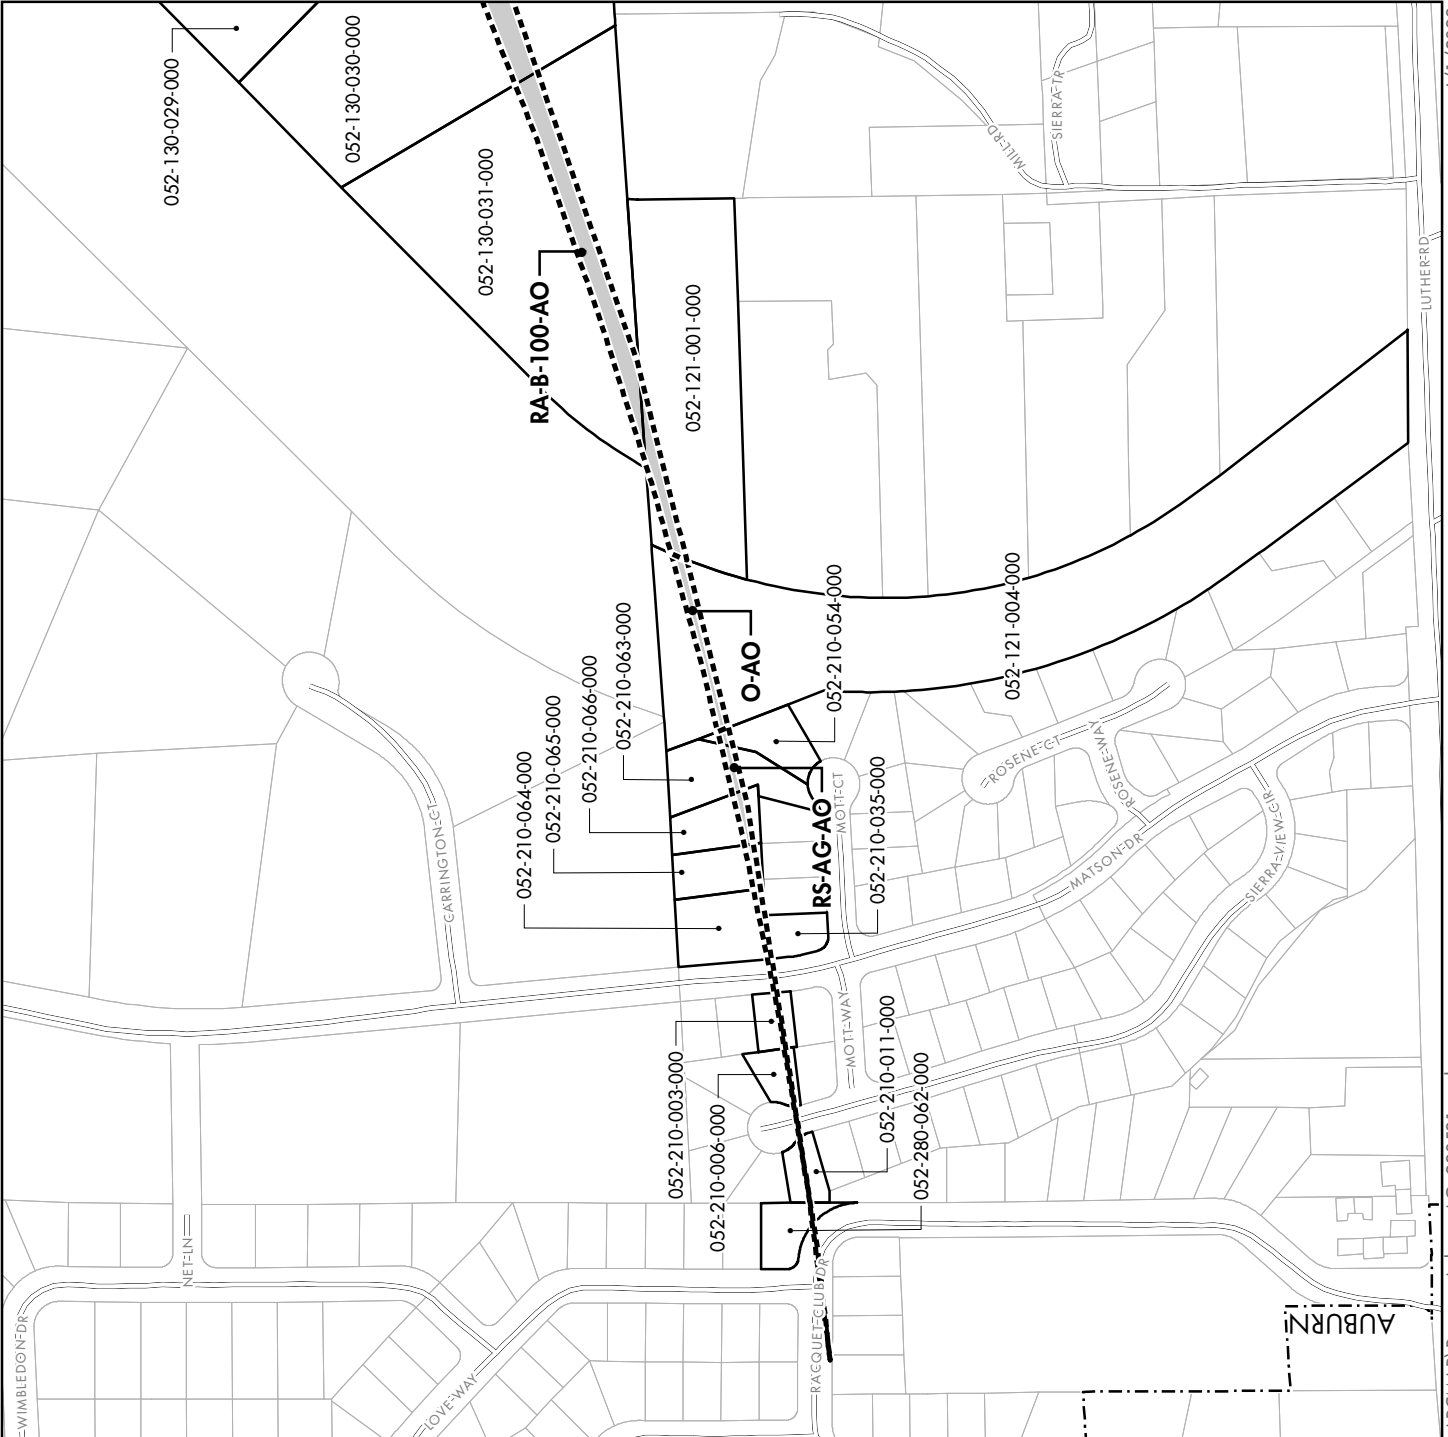 052-130-029-000
052-130-030-000
052-130-031-000
RA-B-100-AO
052-121-001-000
MILL RD
SIERRA TR
LUTHER RD
052-210-063-000
052-210-066-000
052-210-065-000
052-210-064-000
O-AO
052-210-054-000
052-121-004-000
RS-AG-AO
MOTT CT
052-210-035-000
ROSENE CT
ROSENE WAY
MATSON DR
SIERRA VIEW CIR
CARRINGTON CT
MOTT WAY
052-210-003-000
052-210-006-000
052-210-011-000
052-280-062-000
NET LN
WIMBLEDON DR
LOVE WAY
RACQUET CLUB DR
AUBURN